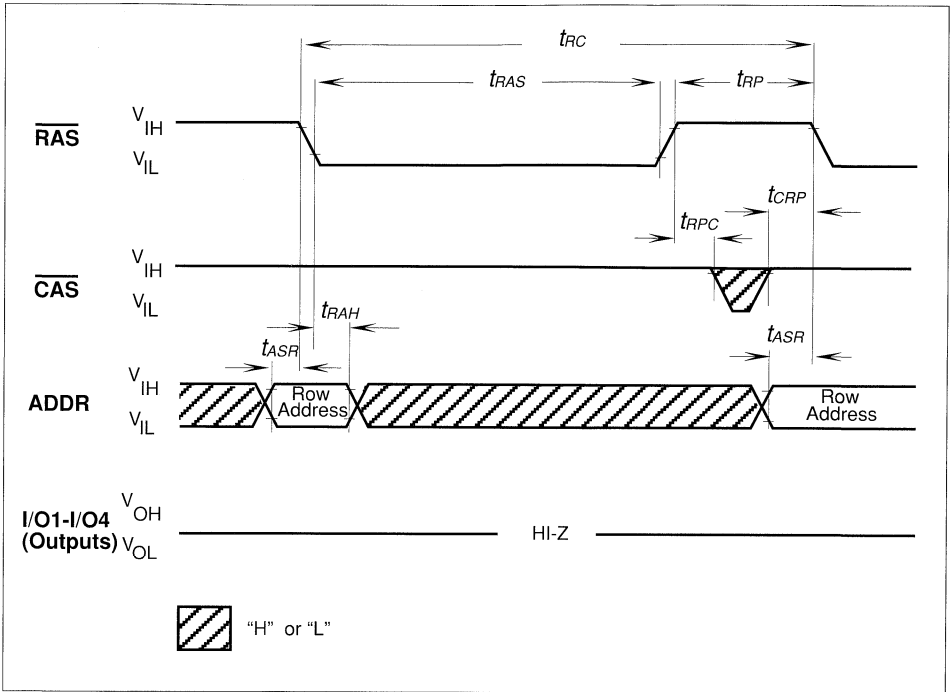 tRC
tRAS
tRP
RAS
VIH
VIL
tCRP
tRPC
CAS
VIH
VIL
tRAH
tASR
tASR
ADDR
VIH
VIL
Row
Address
Row
Address
I/O1-I/O4
(Outputs)
VOH
VOL
HI-Z
"H" or "L"